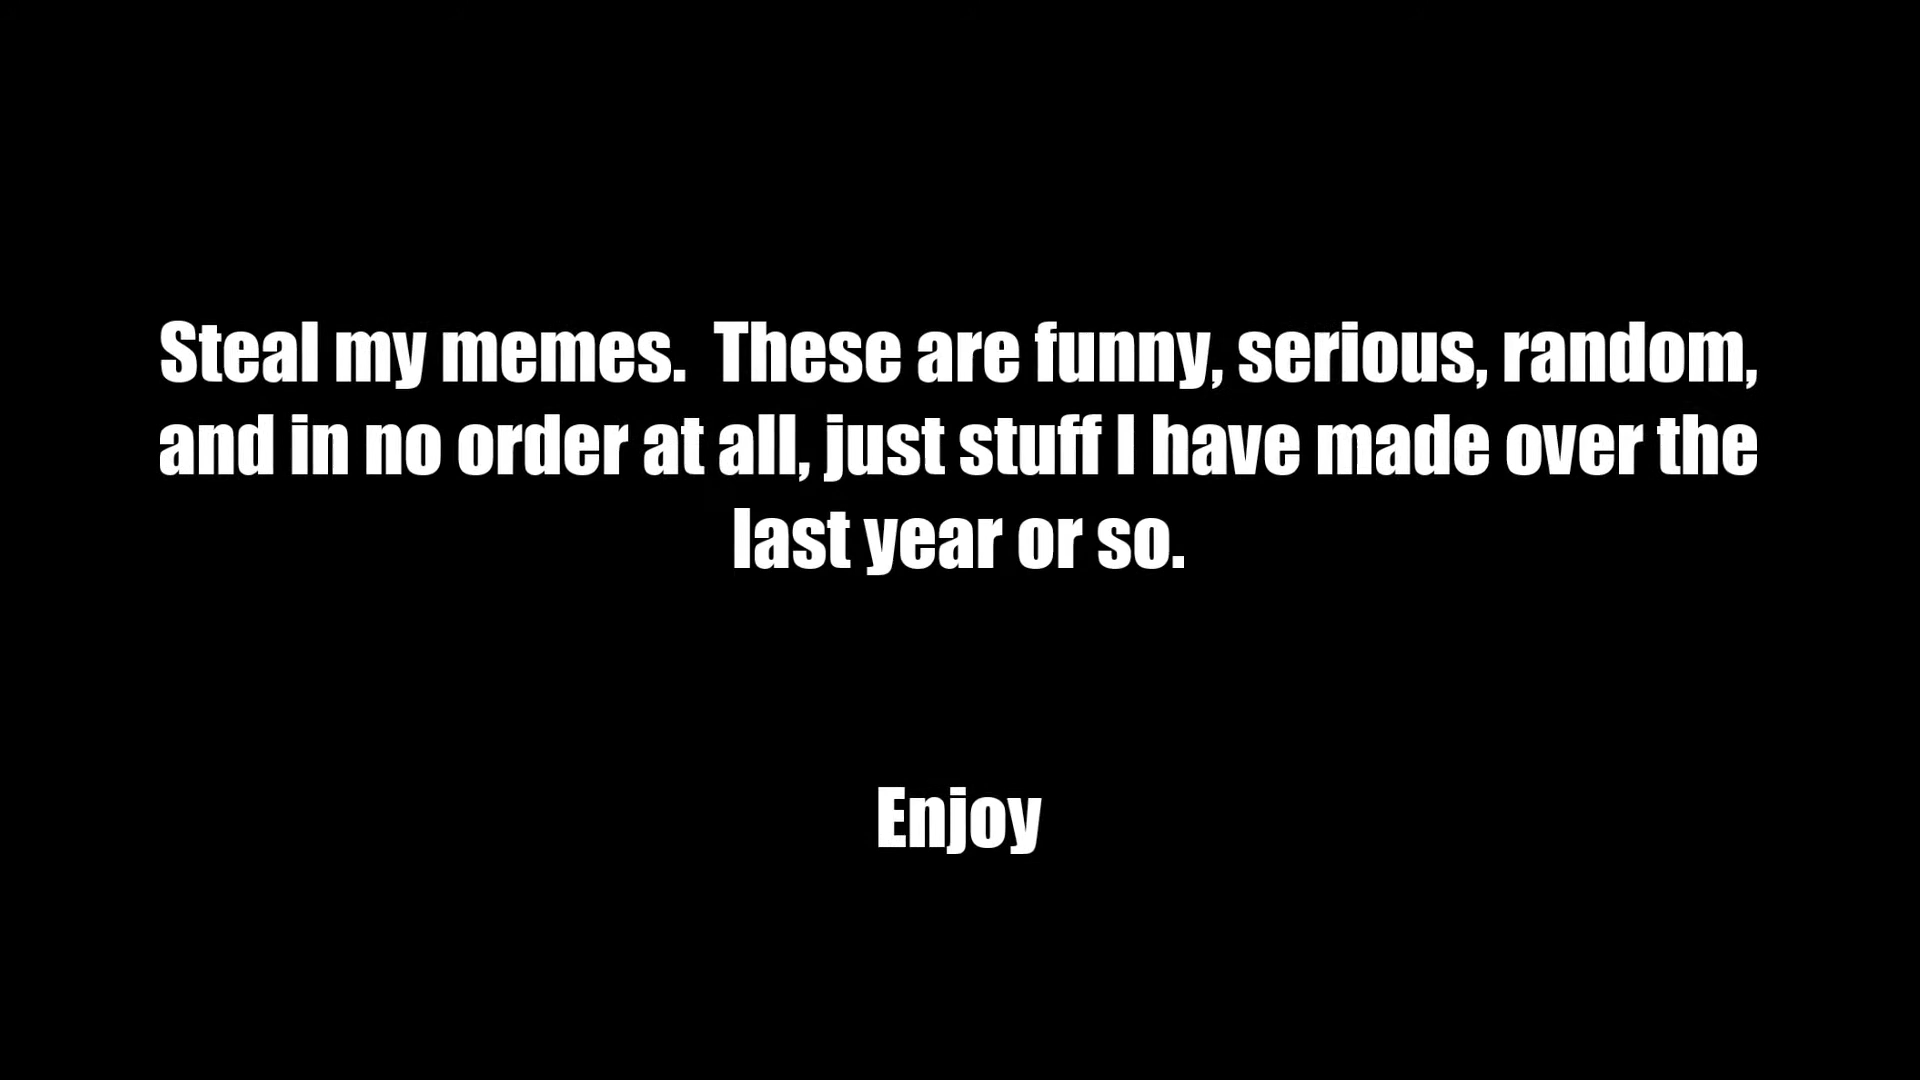 Steal my memes.  These are funny, serious, random,
and in no order at all, just stuff I have made over the
last year or so.
Enjoy